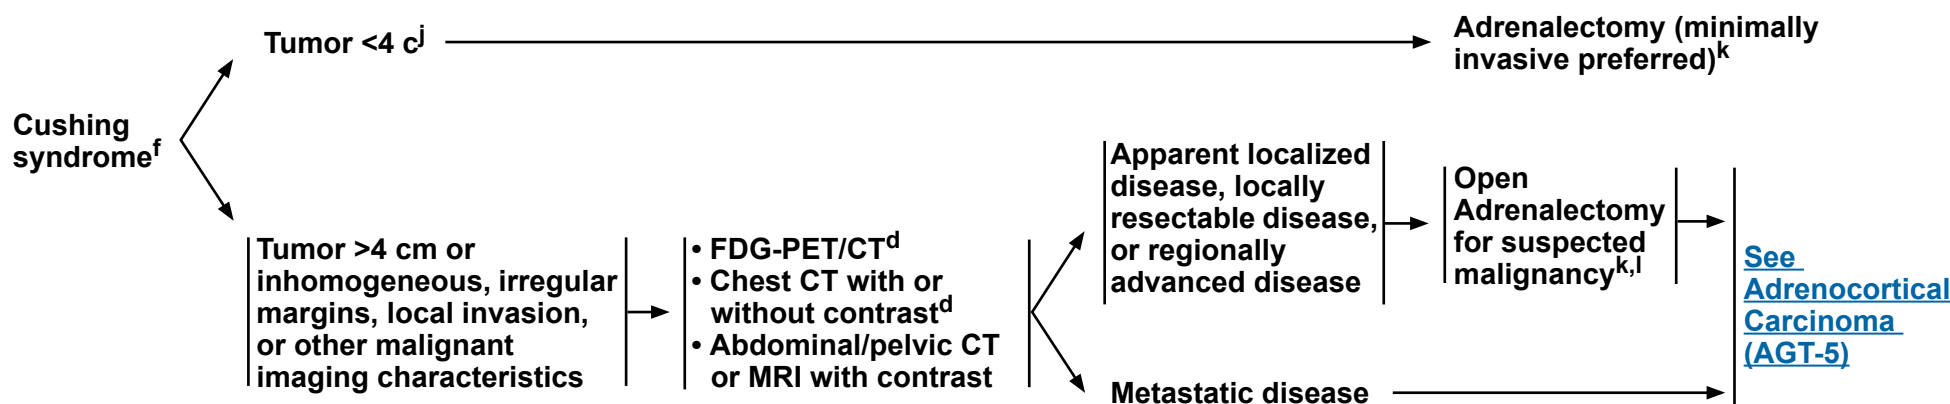 Tumor <4 cj
Adrenalectomy (minimally
invasive preferred)k
Cushing
syndromef
Tumor >4 cm or
inhomogeneous, irregular
margins, local invasion,
or other malignant
imaging characteristics
• FDG-PET/CTd
• Chest CT with or
without contrastd
• Abdominal/pelvic CT
or MRI with contrast
Apparent localized
disease, locally
resectable disease,
or regionally
advanced disease
Open
Adrenalectomy
for suspected
malignancyk,l
Metastatic disease
See
Adrenocortical
Carcinoma
(AGT-5)